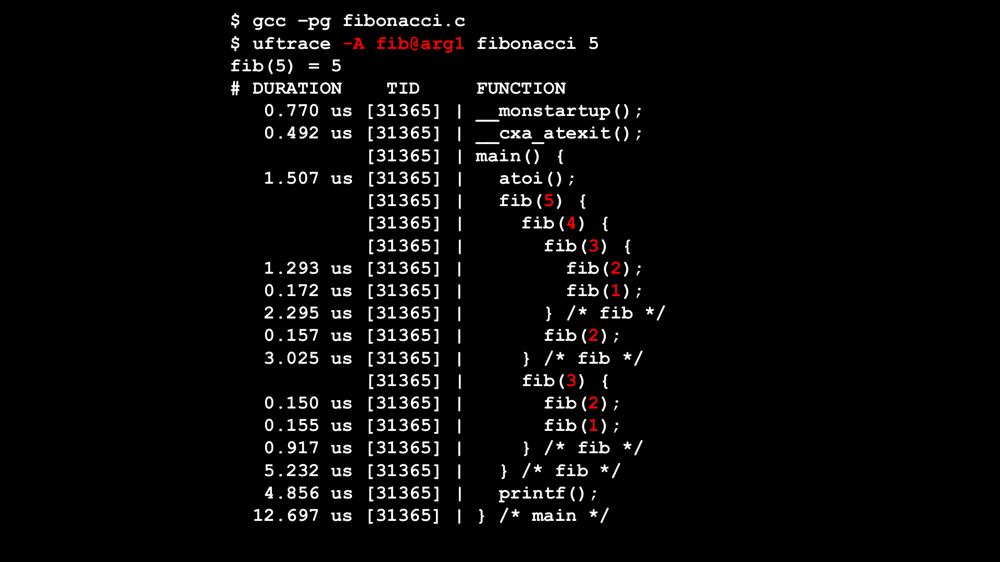 $ gcc –pg fibonacci.c
$ uftrace -A fib@arg1 fibonacci 5
fib(5) = 5
# DURATION    TID     FUNCTION
   0.770 us [31365] | __monstartup();
   0.492 us [31365] | __cxa_atexit();
            [31365] | main() {
   1.507 us [31365] |   atoi();
            [31365] |   fib(5) {
            [31365] |     fib(4) {
            [31365] |       fib(3) {
   1.293 us [31365] |         fib(2);
   0.172 us [31365] |         fib(1);
   2.295 us [31365] |       } /* fib */
   0.157 us [31365] |       fib(2);
   3.025 us [31365] |     } /* fib */
            [31365] |     fib(3) {
   0.150 us [31365] |       fib(2);
   0.155 us [31365] |       fib(1);
   0.917 us [31365] |     } /* fib */
   5.232 us [31365] |   } /* fib */
   4.856 us [31365] |   printf();
  12.697 us [31365] | } /* main */